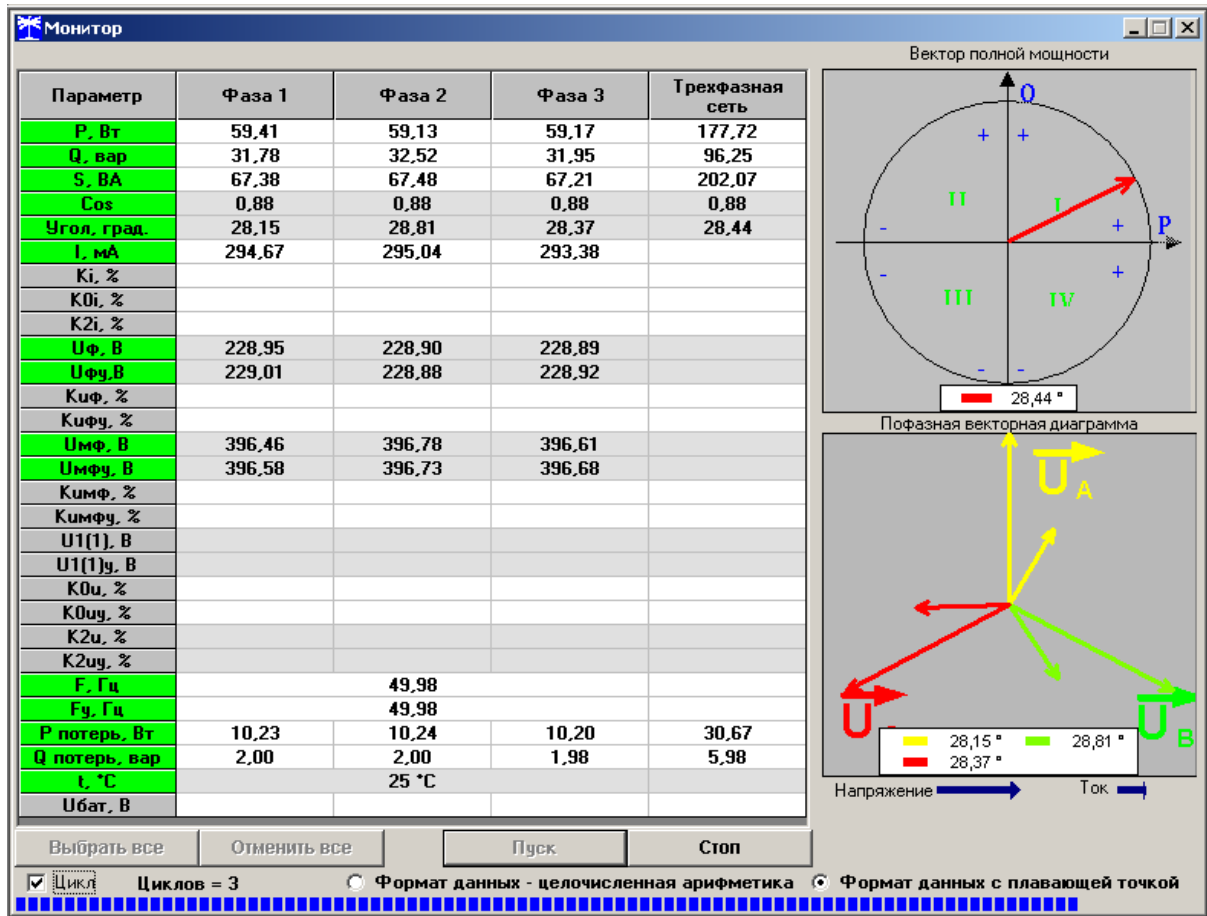 Монитор
Вектор полной мощности
Параметр Фаза 1 Фаза 2 Фаза 3 Трехфазная сеть
P, Вт 59,41 59,13 59,17 177,72
Q, вар 31,78 32,52 31,95 96,25
S, ВА 67,38 67,48 67,21 202,07
Cos 0,88 0,88 0,88 0,88
Угол, град. 28,15 28,81 28,37 28,44
I, мА 294,67 295,04 293,38
Ki, %
K0i, %
K2i, %
Uф, В 228,95 228,90 228,89
Uфу,В 229,01 228,88 228,92
Kuф, %
Kuфу, %
Uмф, В 396,46 396,78 396,61
Uмфу, В 396,58 396,73 396,68
Kuмф, %
Kuмфу, %
U1(1), В
U1(1)у, В
K0u, %
K0uу, %
K2u, %
K2uу, %
F, Гц 49,98
Fу, Гц 49,98
P потерь, Вт 10,23 10,24 10,20 30,67
Q потерь, вар 2,00 2,00 1,98 5,98
t, °C 25 °C
Uбат, В
Q
+ +
II I
- + P
- +
III IV
- -
28,44 °
Пофазная векторная диаграмма
U A
U U B
28,15 ° 28,81 °
28,37 °
Напряжение Ток
Выбрать все Отменить все Пуск Стоп
Цикл Циклов = 3 Формат данных - целочисленная арифметика Формат данных с плавающей точкой